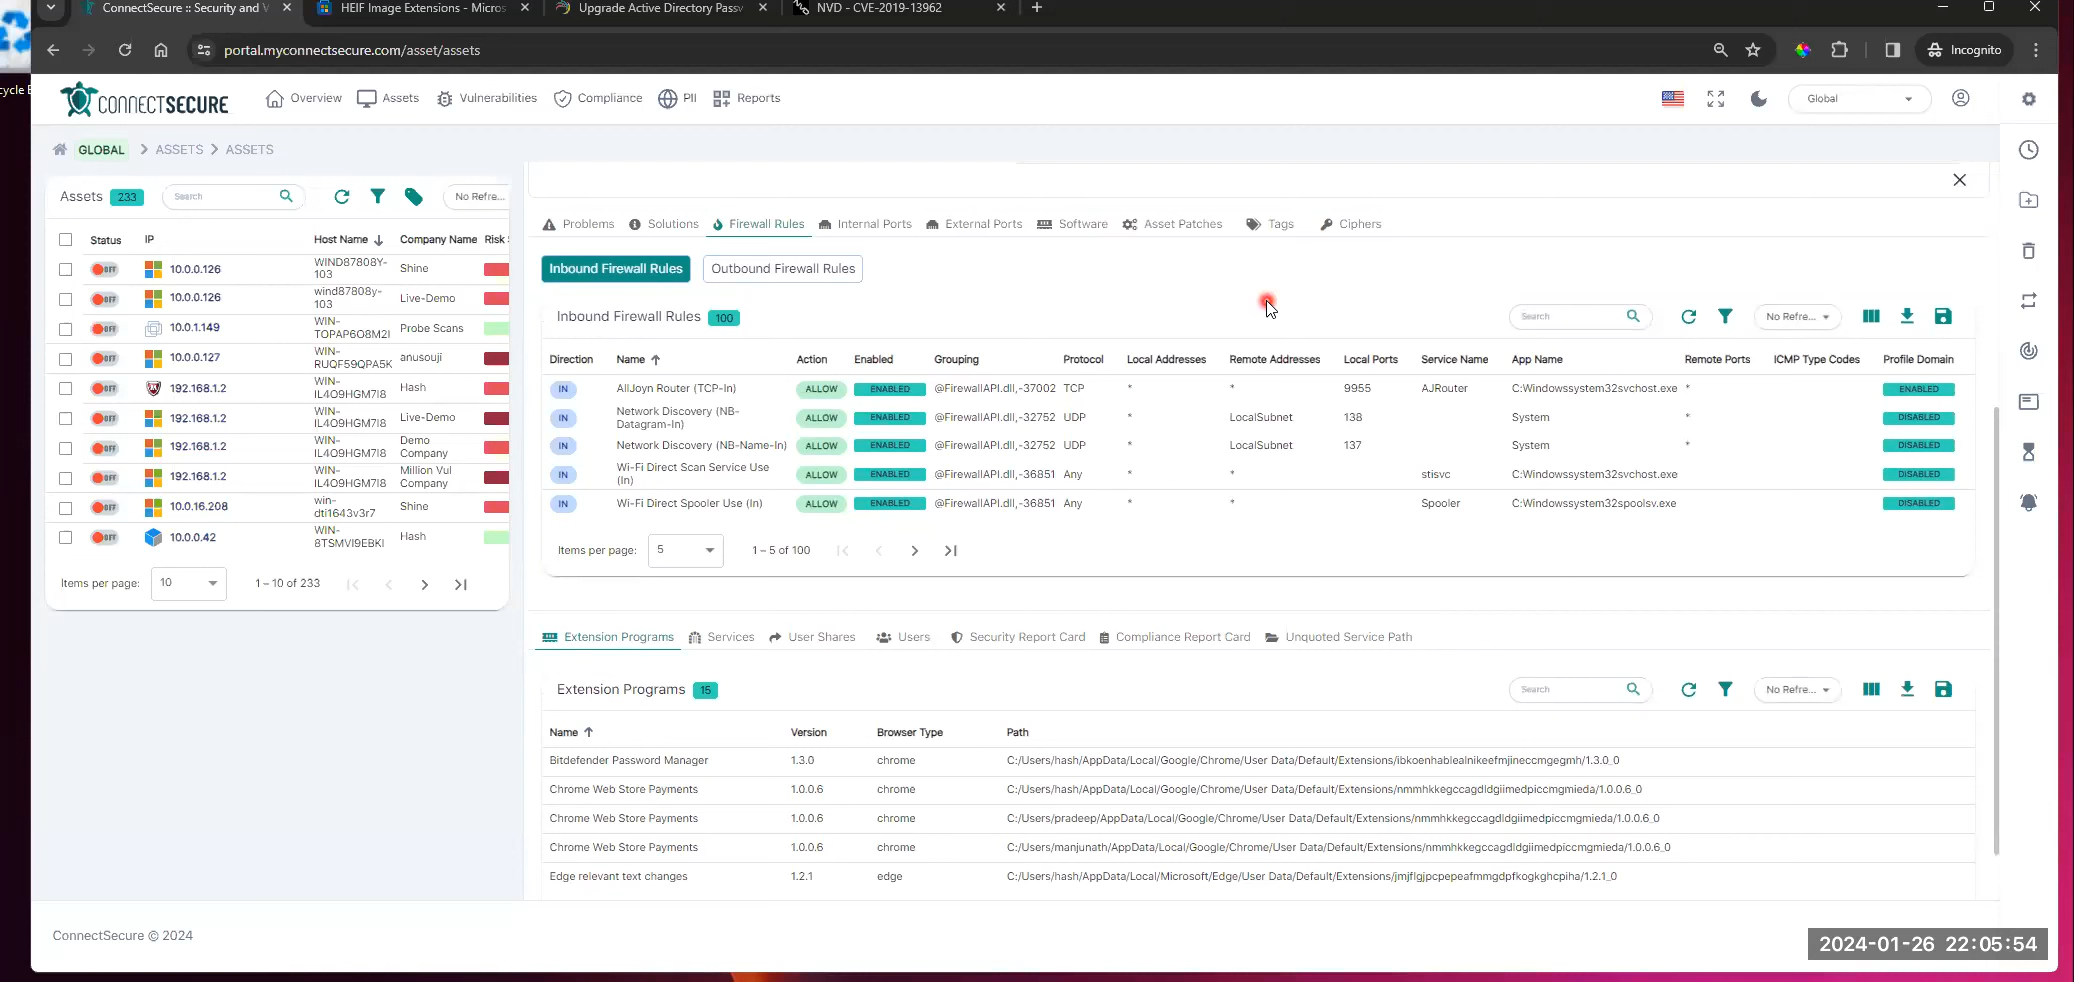 ConnectSecure :: Security and V
HEIF Image Extensions - Micros
Upgrade Active Directory Passw
NVD - CVE-2019-13962
portal.myconnectsecure.com/asset/assets
Incognito
CONNECTSECURE
Overview
Assets
Vulnerabilities
Compliance
PII
Reports
Global
GLOBAL > ASSETS > ASSETS
Assets 233
Search
No Refre...
Status IP Host Name Company Name Risk
OFF 10.0.0.126 WIND87808Y-103 Shine
OFF 10.0.0.126 wind87808y-103 Live-Demo
OFF 10.0.1.149 WIN-TOPAP6O8M2I Probe Scans
OFF 10.0.0.127 WIN-RUQF59QPA5K anusouji
OFF 192.168.1.2 WIN-IL4O9HGM7I8 Hash
OFF 192.168.1.2 WIN-IL4O9HGM7I8 Live-Demo
OFF 192.168.1.2 WIN-IL4O9HGM7I8 Demo Company
OFF 192.168.1.2 WIN-IL4O9HGM7I8 Million Vul Company
OFF 10.0.16.208 win-dti1643v3r7 Shine
OFF 10.0.0.42 WIN-8TSMVI9EBKI Hash
Items per page: 10 1 – 10 of 233
Problems
Solutions
Firewall Rules
Internal Ports
External Ports
Software
Asset Patches
Tags
Ciphers
Inbound Firewall Rules
Outbound Firewall Rules
Inbound Firewall Rules 100
Search
No Refre...
Direction Name Action Enabled Grouping Protocol Local Addresses Remote Addresses Local Ports Service Name App Name Remote Ports ICMP Type Codes Profile Domain
IN AllJoyn Router (TCP-In) ALLOW ENABLED @FirewallAPI.dll,-37002 TCP * * 9955 AJRouter C:Windowssystem32svchost.exe * ENABLED
IN Network Discovery (NB-Datagram-In) ALLOW ENABLED @FirewallAPI.dll,-32752 UDP * LocalSubnet 138 System * DISABLED
IN Network Discovery (NB-Name-In) ALLOW ENABLED @FirewallAPI.dll,-32752 UDP * LocalSubnet 137 System * DISABLED
IN Wi-Fi Direct Scan Service Use (In) ALLOW ENABLED @FirewallAPI.dll,-36851 Any * * stisvc C:Windowssystem32svchost.exe DISABLED
IN Wi-Fi Direct Spooler Use (In) ALLOW ENABLED @FirewallAPI.dll,-36851 Any * * Spooler C:Windowssystem32spoolsv.exe DISABLED
Items per page: 5 1 – 5 of 100
Extension Programs
Services
User Shares
Users
Security Report Card
Compliance Report Card
Unquoted Service Path
Extension Programs 15
Search
No Refre...
Name Version Browser Type Path
Bitdefender Password Manager 1.3.0 chrome C:/Users/hash/AppData/Local/Google/Chrome/User Data/Default/Extensions/ibkoenhablealnikeefmjineccmgegmh/1.3.0_0
Chrome Web Store Payments 1.0.0.6 chrome C:/Users/hash/AppData/Local/Google/Chrome/User Data/Default/Extensions/nmmhkkegccagdldgiimedpiccmgmieda/1.0.0.6_0
Chrome Web Store Payments 1.0.0.6 chrome C:/Users/pradeep/AppData/Local/Google/Chrome/User Data/Default/Extensions/nmmhkkegccagdldgiimedpiccmgmieda/1.0.0.6_0
Chrome Web Store Payments 1.0.0.6 chrome C:/Users/manjunath/AppData/Local/Google/Chrome/User Data/Default/Extensions/nmmhkkegccagdldgiimedpiccmgmieda/1.0.0.6_0
Edge relevant text changes 1.2.1 edge C:/Users/hash/AppData/Local/Microsoft/Edge/User Data/Default/Extensions/jmjflgjpcpepeafmmgdpfkogkghcpiha/1.2.1_0
ConnectSecure © 2024
2024-01-26 22:05:54